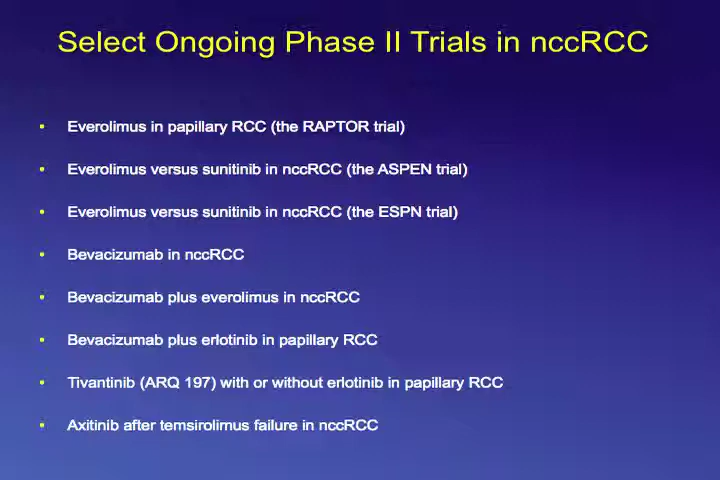 Select Ongoing Phase II Trials in nccRCC
• Everolimus in papillary RCC (the RAPTOR trial)
• Everolimus versus sunitinib in nccRCC (the ASPEN trial)
• Everolimus versus sunitinib in nccRCC (the ESPN trial)
• Bevacizumab in nccRCC
• Bevacizumab plus everolimus in nccRCC
• Bevacizumab plus erlotinib in papillary RCC
• Tivantinib (ARQ 197) with or without erlotinib in papillary RCC
• Axitinib after temsirolimus failure in nccRCC